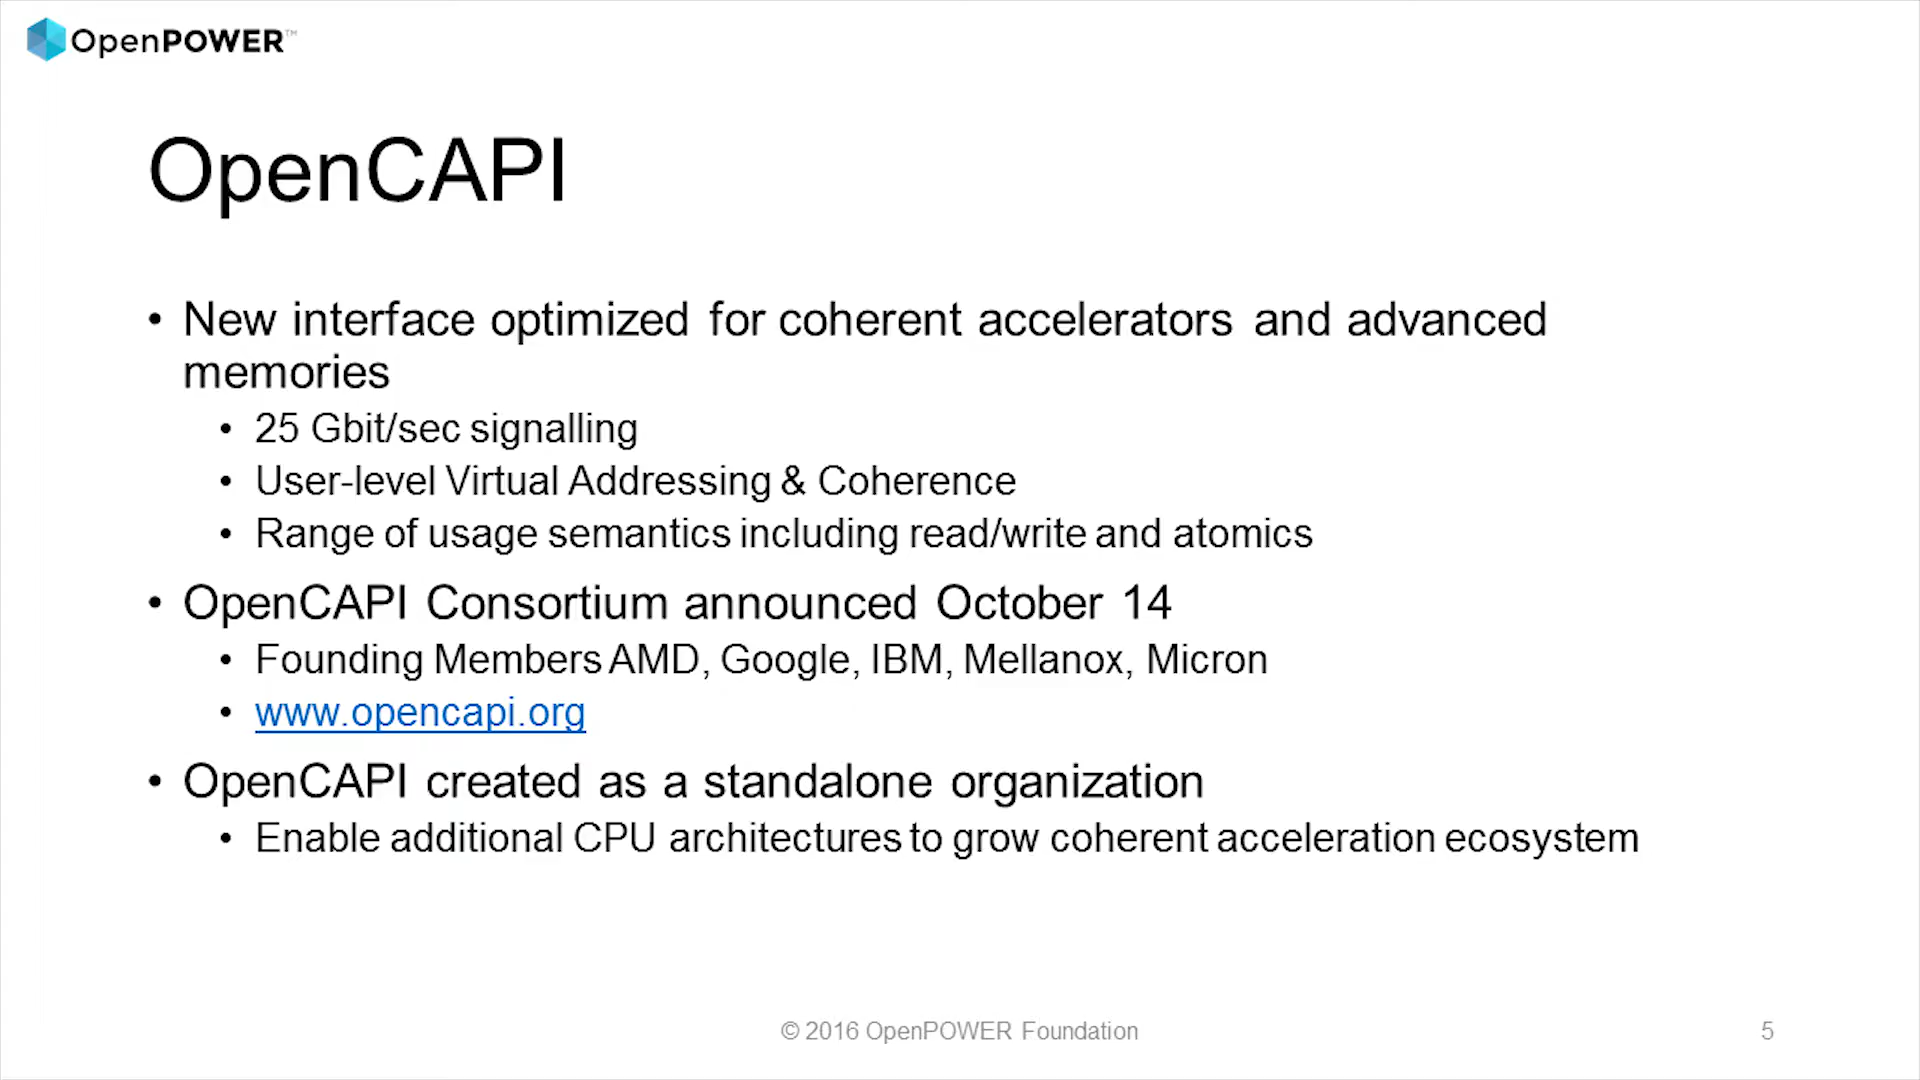 OpenPOWER™
OpenCAPI
• New interface optimized for coherent accelerators and advanced
memories
• 25 Gbit/sec signalling
• User-level Virtual Addressing & Coherence
• Range of usage semantics including read/write and atomics
• OpenCAPI Consortium announced October 14
• Founding Members AMD, Google, IBM, Mellanox, Micron
• www.opencapi.org
• OpenCAPI created as a standalone organization
• Enable additional CPU architectures to grow coherent acceleration ecosystem
© 2016 OpenPOWER Foundation
5